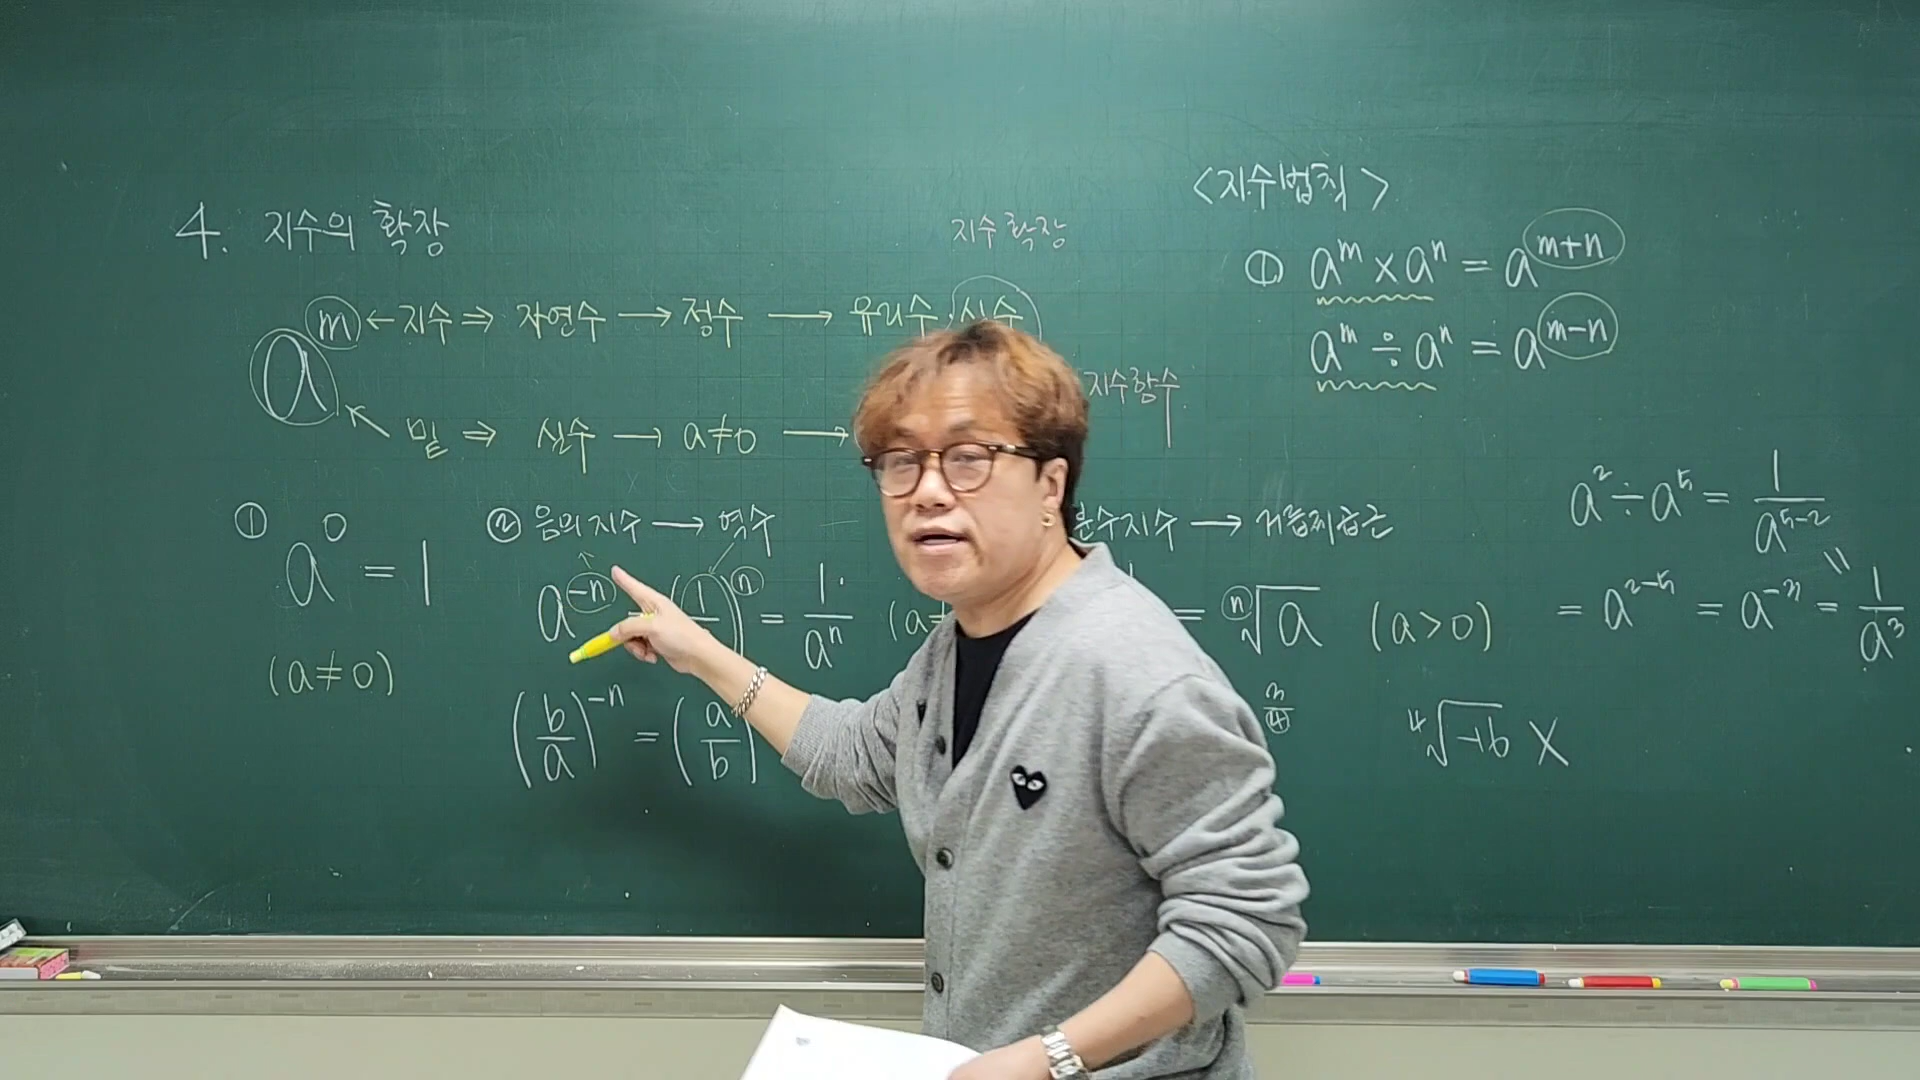 4. 지수의 확장
지수확장
m ← 지수 ⇒ 자연수 → 정수 → 유리수 · 실수
a
지수함수
밑 ⇒ 실수 → a≠0 →
① a^0 = 1
(a≠0)
② 음의 지수 → 역수
a^{-n} = (1)^n = 1/a^n (a≠
(b/a)^{-n} = (a/b)
분수지수 → 거듭제곱근
= ⁿ√a (a>0)
3/4
⁴√-16 X
<지수법칙>
① a^m × a^n = a^{m+n}
a^m ÷ a^n = a^{m-n}
a^2 ÷ a^5 = 1/a^{5-2}
= a^{2-5} = a^{-3} = 1/a^3